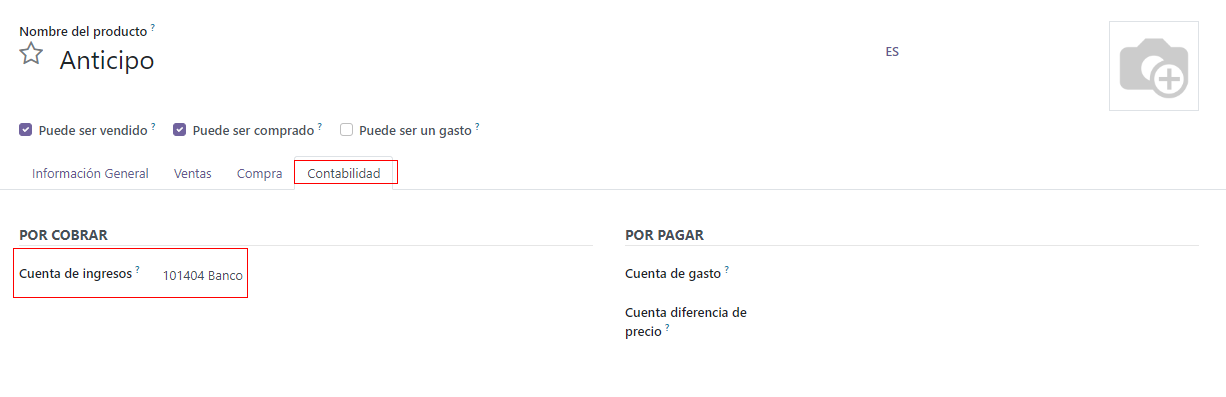 Nombre del producto ?
Anticipo
ES
Puede ser vendido ? Puede ser comprado ? Puede ser un gasto ?
Información General Ventas Compra Contabilidad
POR COBRAR
Cuenta de ingresos ? 101404 Banco
POR PAGAR
Cuenta de gasto ?
Cuenta diferencia de
precio ?